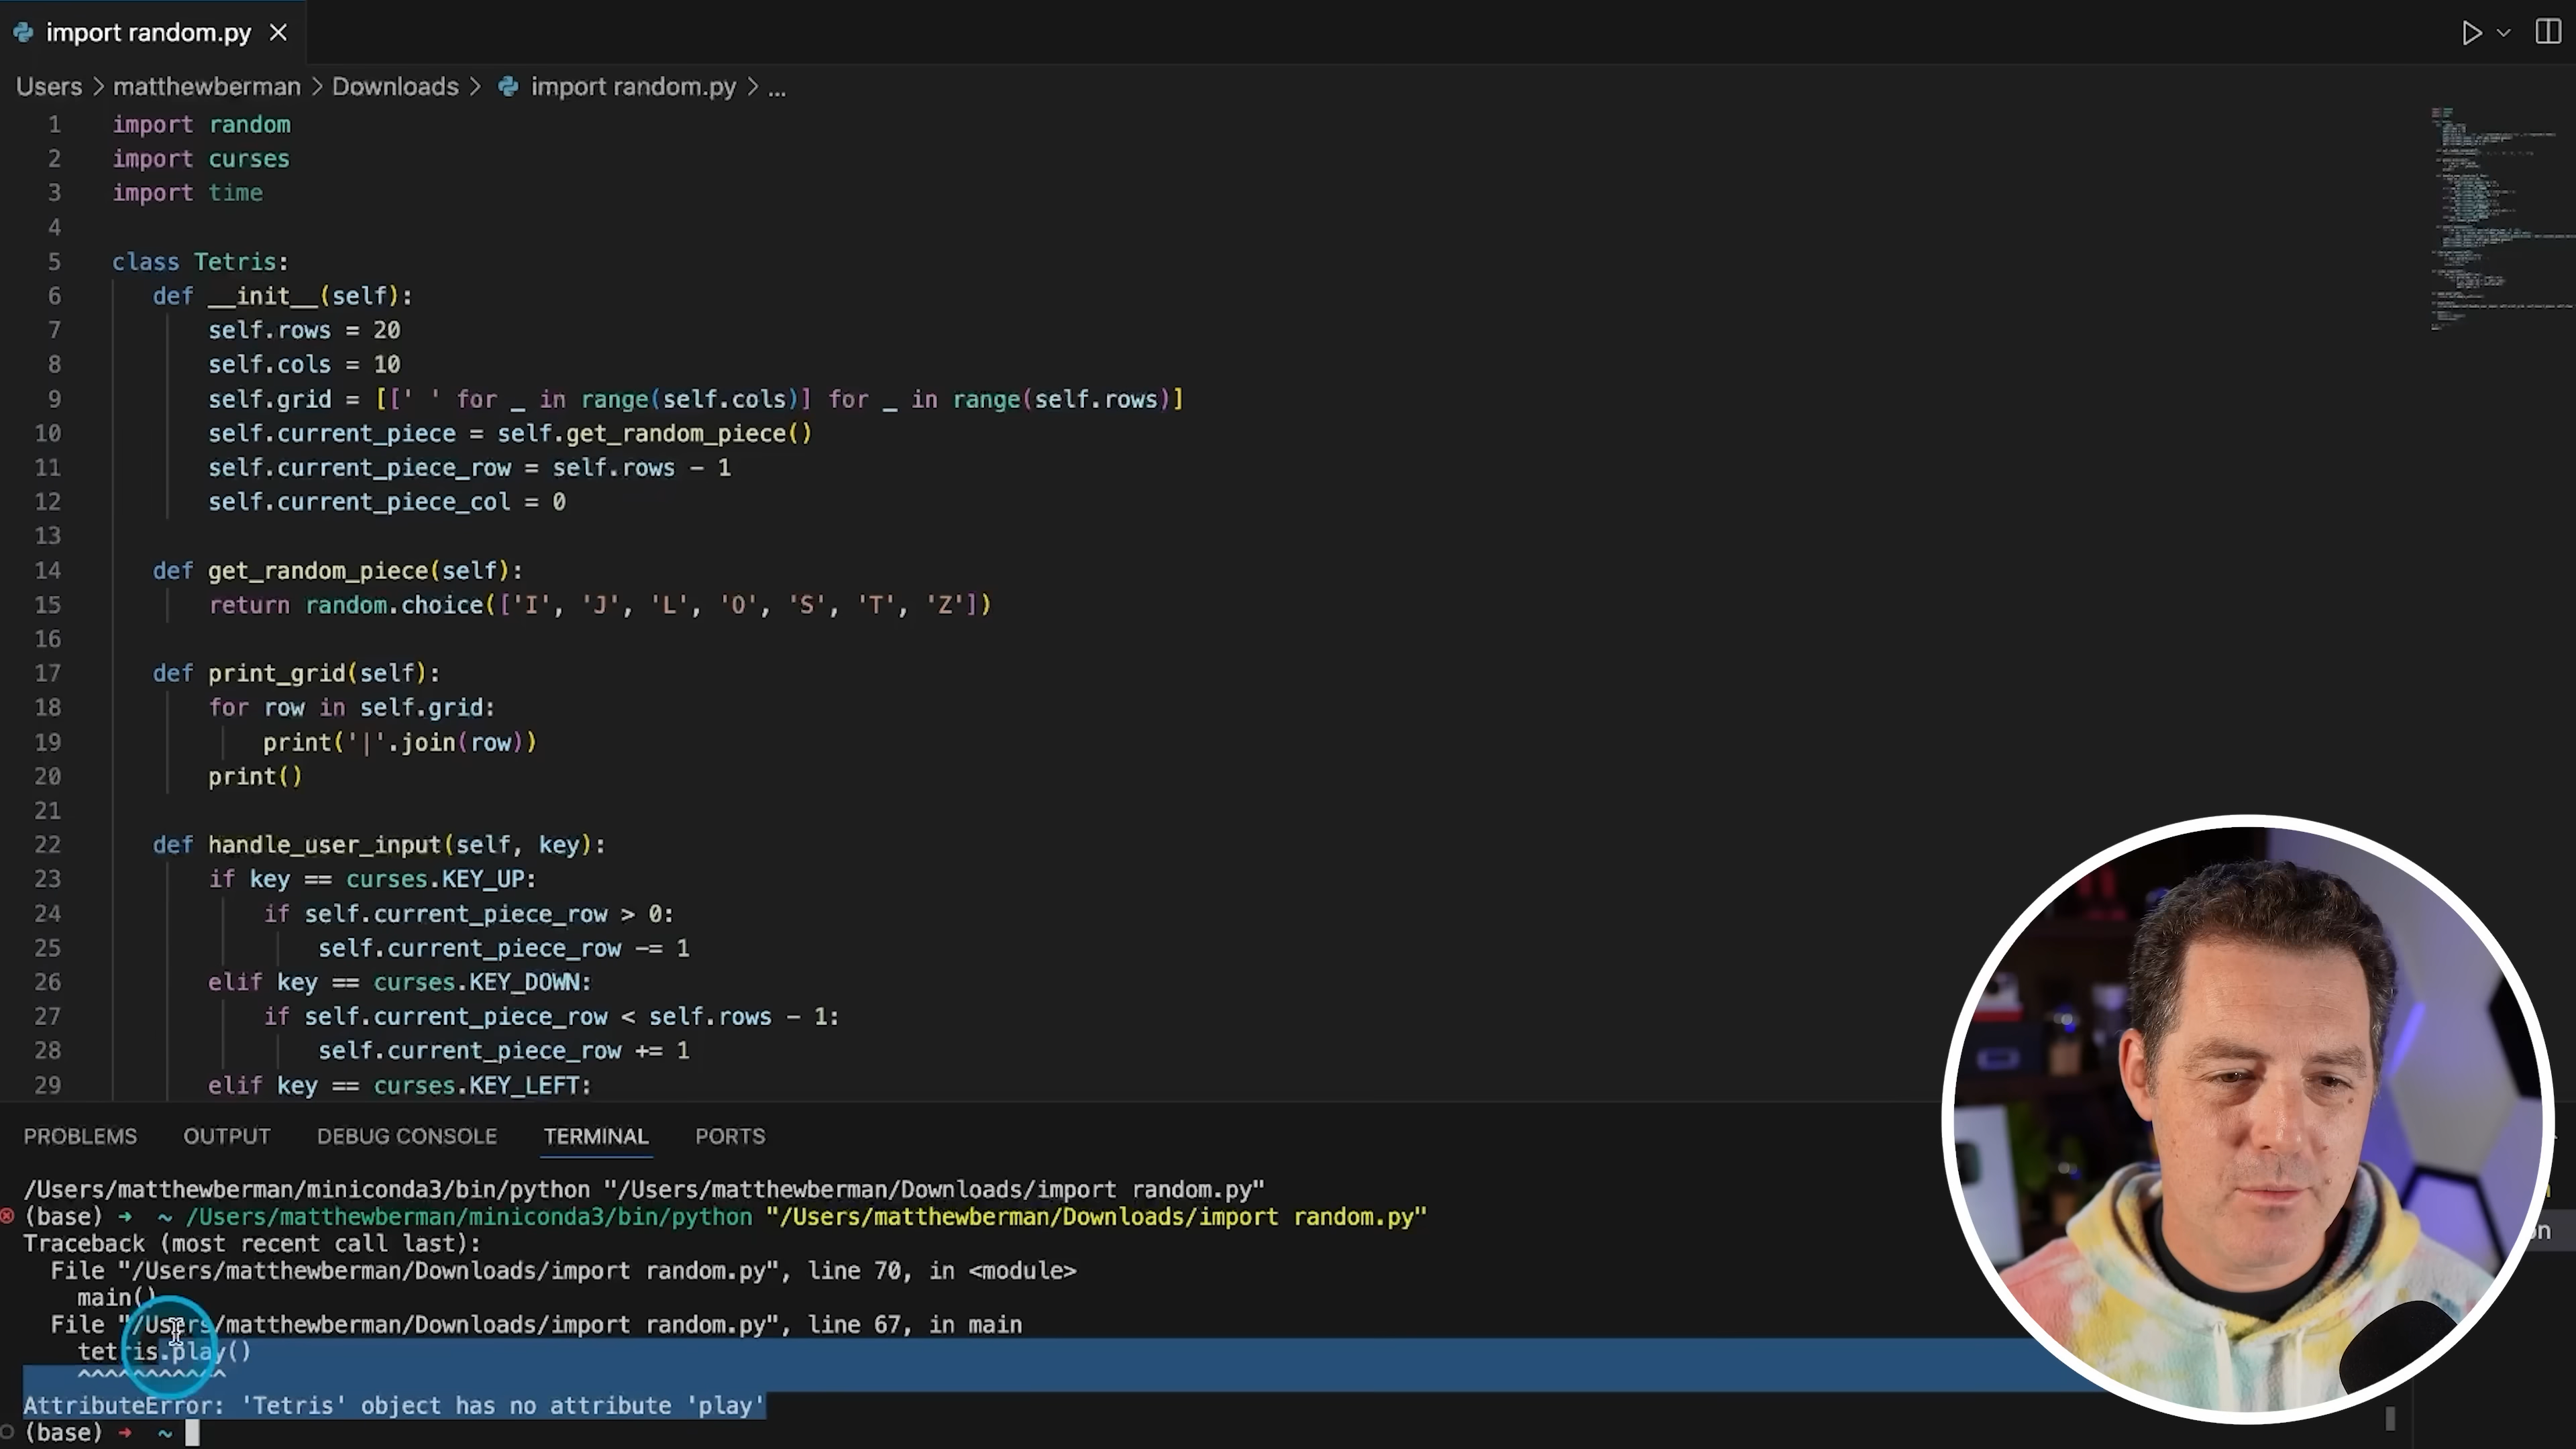 import random.py
Users > matthewberman > Downloads > import random.py > ...
1 import random
2 import curses
3 import time
4
5 class Tetris:
6 def __init__(self):
7 self.rows = 20
8 self.cols = 10
9 self.grid = [[' ' for _ in range(self.cols)] for _ in range(self.rows)]
10 self.current_piece = self.get_random_piece()
11 self.current_piece_row = self.rows - 1
12 self.current_piece_col = 0
13
14 def get_random_piece(self):
15 return random.choice(['I', 'J', 'L', 'O', 'S', 'T', 'Z'])
16
17 def print_grid(self):
18 for row in self.grid:
19 print('|'.join(row))
20 print()
21
22 def handle_user_input(self, key):
23 if key == curses.KEY_UP:
24 if self.current_piece_row > 0:
25 self.current_piece_row -= 1
26 elif key == curses.KEY_DOWN:
27 if self.current_piece_row < self.rows - 1:
28 self.current_piece_row += 1
29 elif key == curses.KEY_LEFT:
PROBLEMS OUTPUT DEBUG CONSOLE TERMINAL PORTS
/Users/matthewberman/miniconda3/bin/python "/Users/matthewberman/Downloads/import random.py"
(base) → ~ /Users/matthewberman/miniconda3/bin/python "/Users/matthewberman/Downloads/import random.py"
Traceback (most recent call last):
File "/Users/matthewberman/Downloads/import random.py", line 70, in <module>
main()
File "/Users/matthewberman/Downloads/import random.py", line 67, in main
tetris.play()
^^^^^^^^^^^
AttributeError: 'Tetris' object has no attribute 'play'
(base) → ~